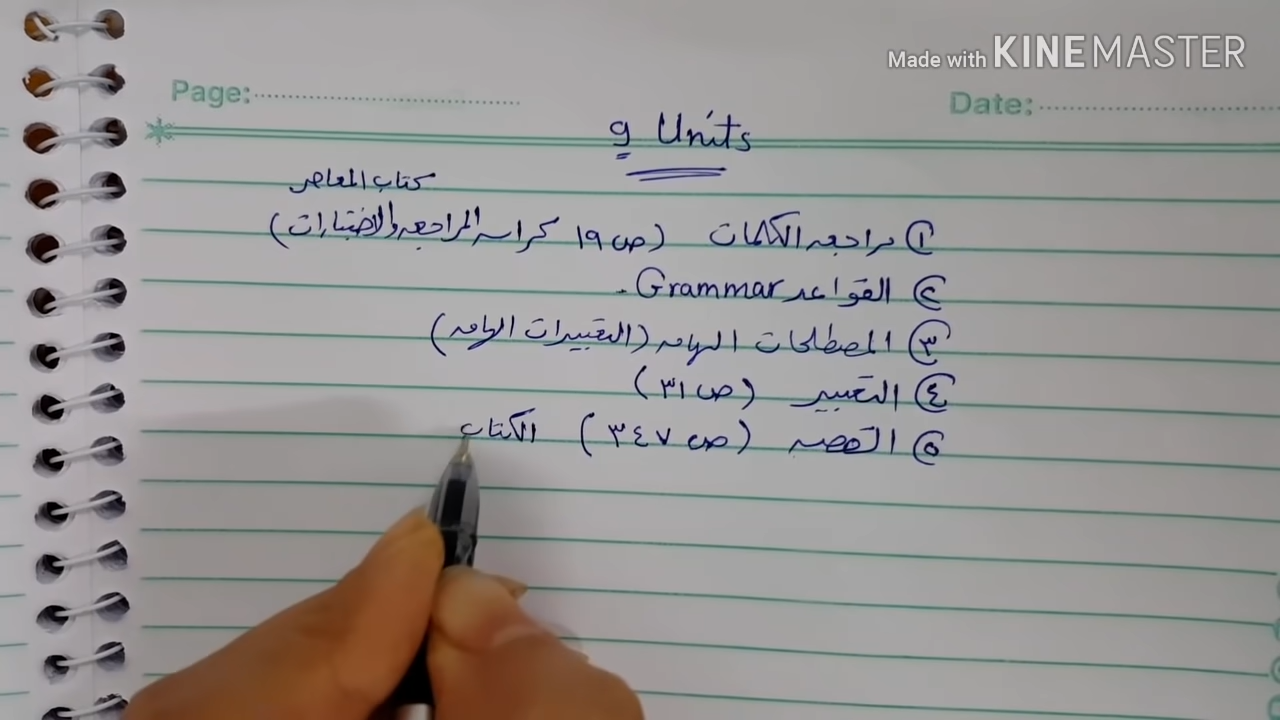 Made with KINEMASTER
Page:
Date:
9 Units
كتاب المعاصر
١ مراجعه الكلمات (ص ١٩ كراسه المراجعه والاختبارات)
٢ القواعد Grammar.
٣ المصطلحات الهامه (التعبيرات الهامه)
٤ التعبير (ص ٣١)
٥ القصه (ص ٣٤٧) الكتاب